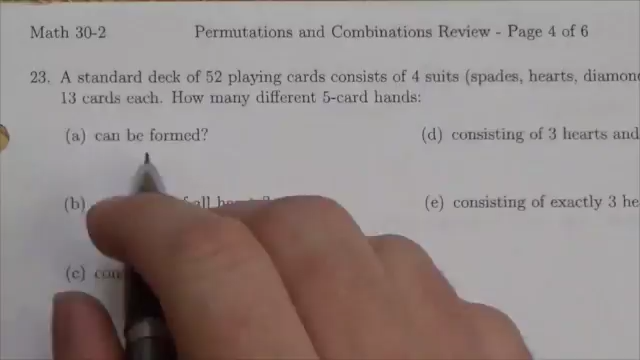 Math 30-2 Permutations and Combinations Review - Page 4 of 6
23. A standard deck of 52 playing cards consists of 4 suits (spades, hearts,
13 cards each. How many different 5-card hands:
(a) can be formed? (d) consisting of 3 hearts and
(b) of all (e) consisting of exactly 3
(c)